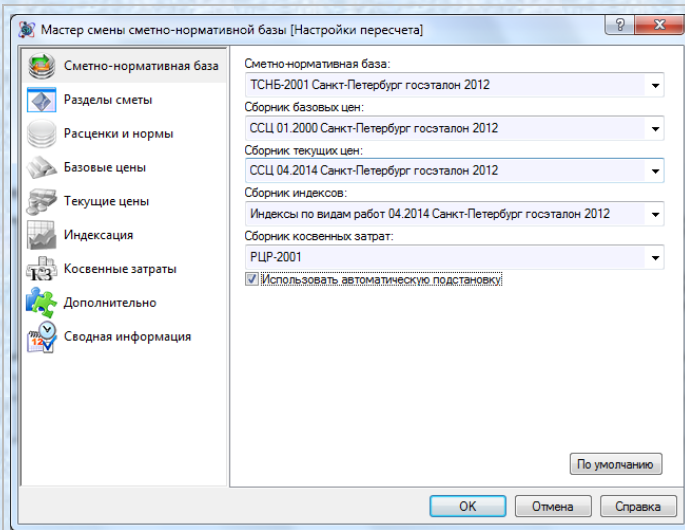 Мастер смены сметно-нормативной базы [Настройки пересчета]
Сметно-нормативная база
Разделы сметы
Расценки и нормы
Базовые цены
Текущие цены
Индексация
Косвенные затраты
Дополнительно
Сводная информация
Сметно-нормативная база:
ТСНБ-2001 Санкт-Петербург госэталон 2012
Сборник базовых цен:
ССЦ 01.2000 Санкт-Петербург госэталон 2012
Сборник текущих цен:
ССЦ 04.2014 Санкт-Петербург госэталон 2012
Сборник индексов:
Индексы по видам работ 04.2014 Санкт-Петербург госэталон 2012
Сборник косвенных затрат:
РЦР-2001
Использовать автоматическую подстановку
По умолчанию
OK Отмена Справка